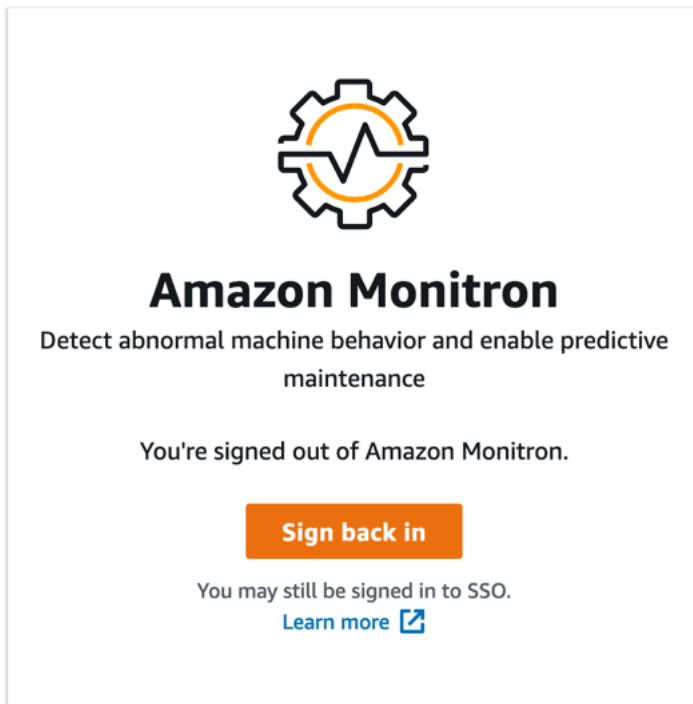 Amazon Monitron
Detect abnormal machine behavior and enable predictive
maintenance
You're signed out of Amazon Monitron.
Sign back in
You may still be signed in to SSO.
Learn more